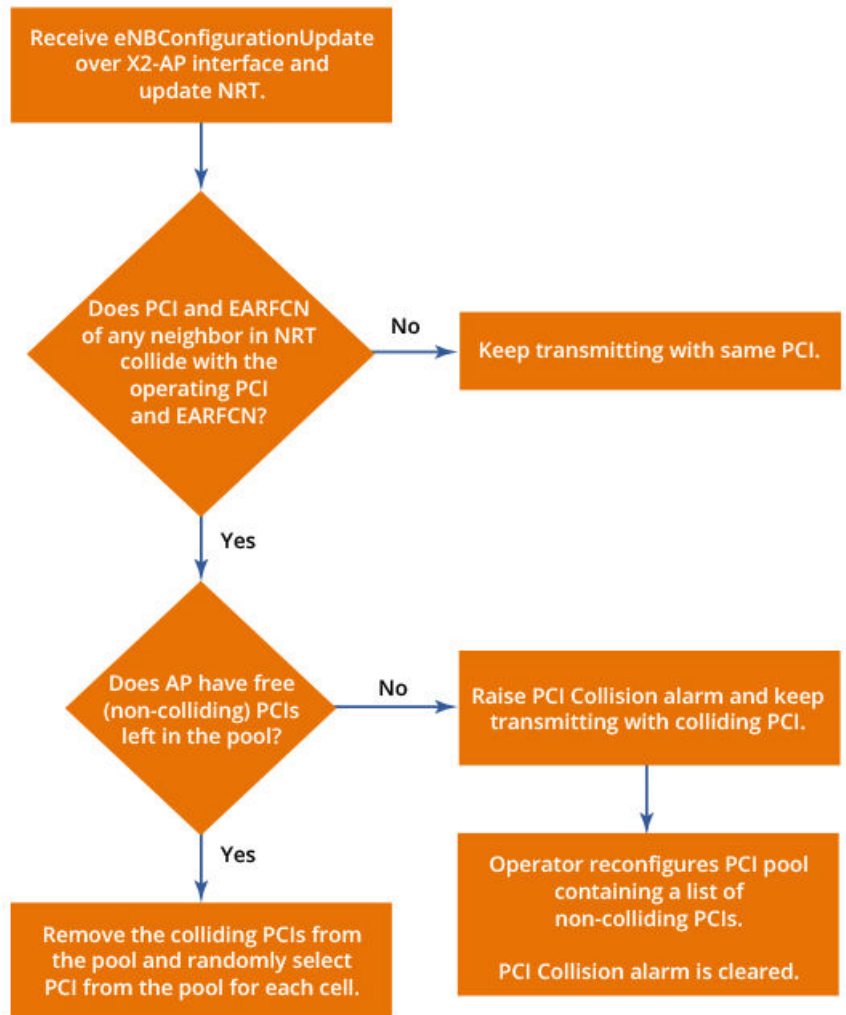 Receive eNBConfigurationUpdate
over X2-AP interface and
update NRT.
Does PCI and EARFCN
of any neighbor in NRT
collide with the
operating PCI
and EARFCN?
No
Keep transmitting with same PCI.
Yes
Does AP have free
(non-colliding) PCIs
left in the pool?
No
Raise PCI Collision alarm and keep
transmitting with colliding PCI.
Yes
Operator reconfigures PCI pool
containing a list of
non-colliding PCIs.
PCI Collision alarm is cleared.
Remove the colliding PCIs from
the pool and randomly select
PCI from the pool for each cell.